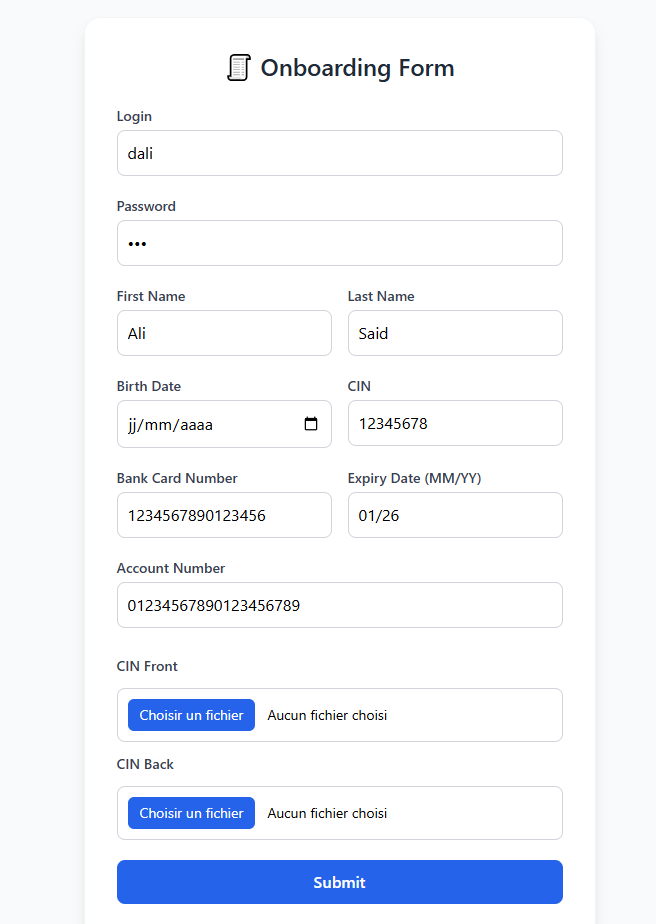 Onboarding Form
Login
dali
Password
•••
First Name Last Name
Ali Said
Birth Date CIN
jj/mm/aaaa 12345678
Bank Card Number Expiry Date (MM/YY)
1234567890123456 01/26
Account Number
01234567890123456789
CIN Front
Choisir un fichier Aucun fichier choisi
CIN Back
Choisir un fichier Aucun fichier choisi
Submit